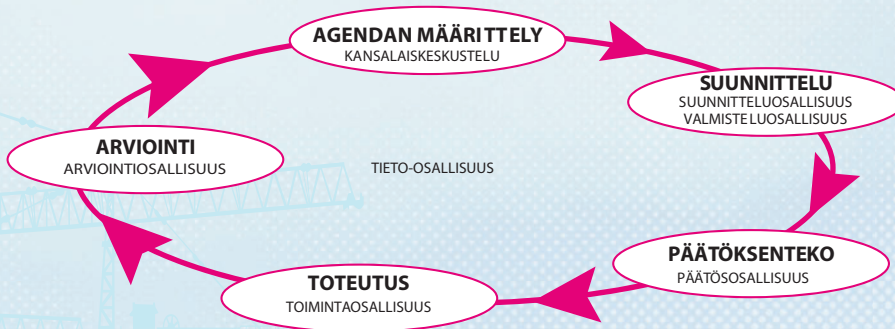 AGENDAN MÄÄRITTELY
KANSALAISKESKUSTELU
SUUNNITTELU
SUUNNITTELUOSALLISUUS
VALMISTELUOSALLISUUS
ARVIOINTI
ARVIOINTIOSALLISUUS
TIETO-OSALLISUUS
PÄÄTÖKSENTEKO
PÄÄTÖSOSALLISUUS
TOTEUTUS
TOIMINTAOSALLISUUS